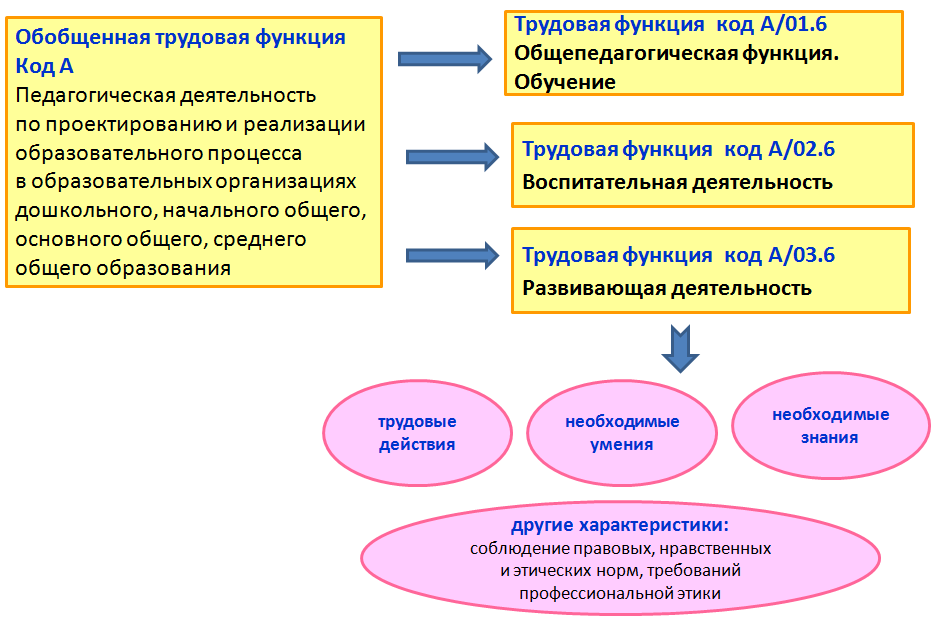 Обобщенная трудовая функция
Код А
Педагогическая деятельность
по проектированию и реализации
образовательного процесса
в образовательных организациях
дошкольного, начального общего,
основного общего, среднего
общего образования
Трудовая функция код А/01.6
Общепедагогическая функция.
Обучение
Трудовая функция код А/02.6
Воспитательная деятельность
Трудовая функция код А/03.6
Развивающая деятельность
трудовые
действия
необходимые
умения
необходимые
знания
другие характеристики:
соблюдение правовых, нравственных
и этических норм, требований
профессиональной этики